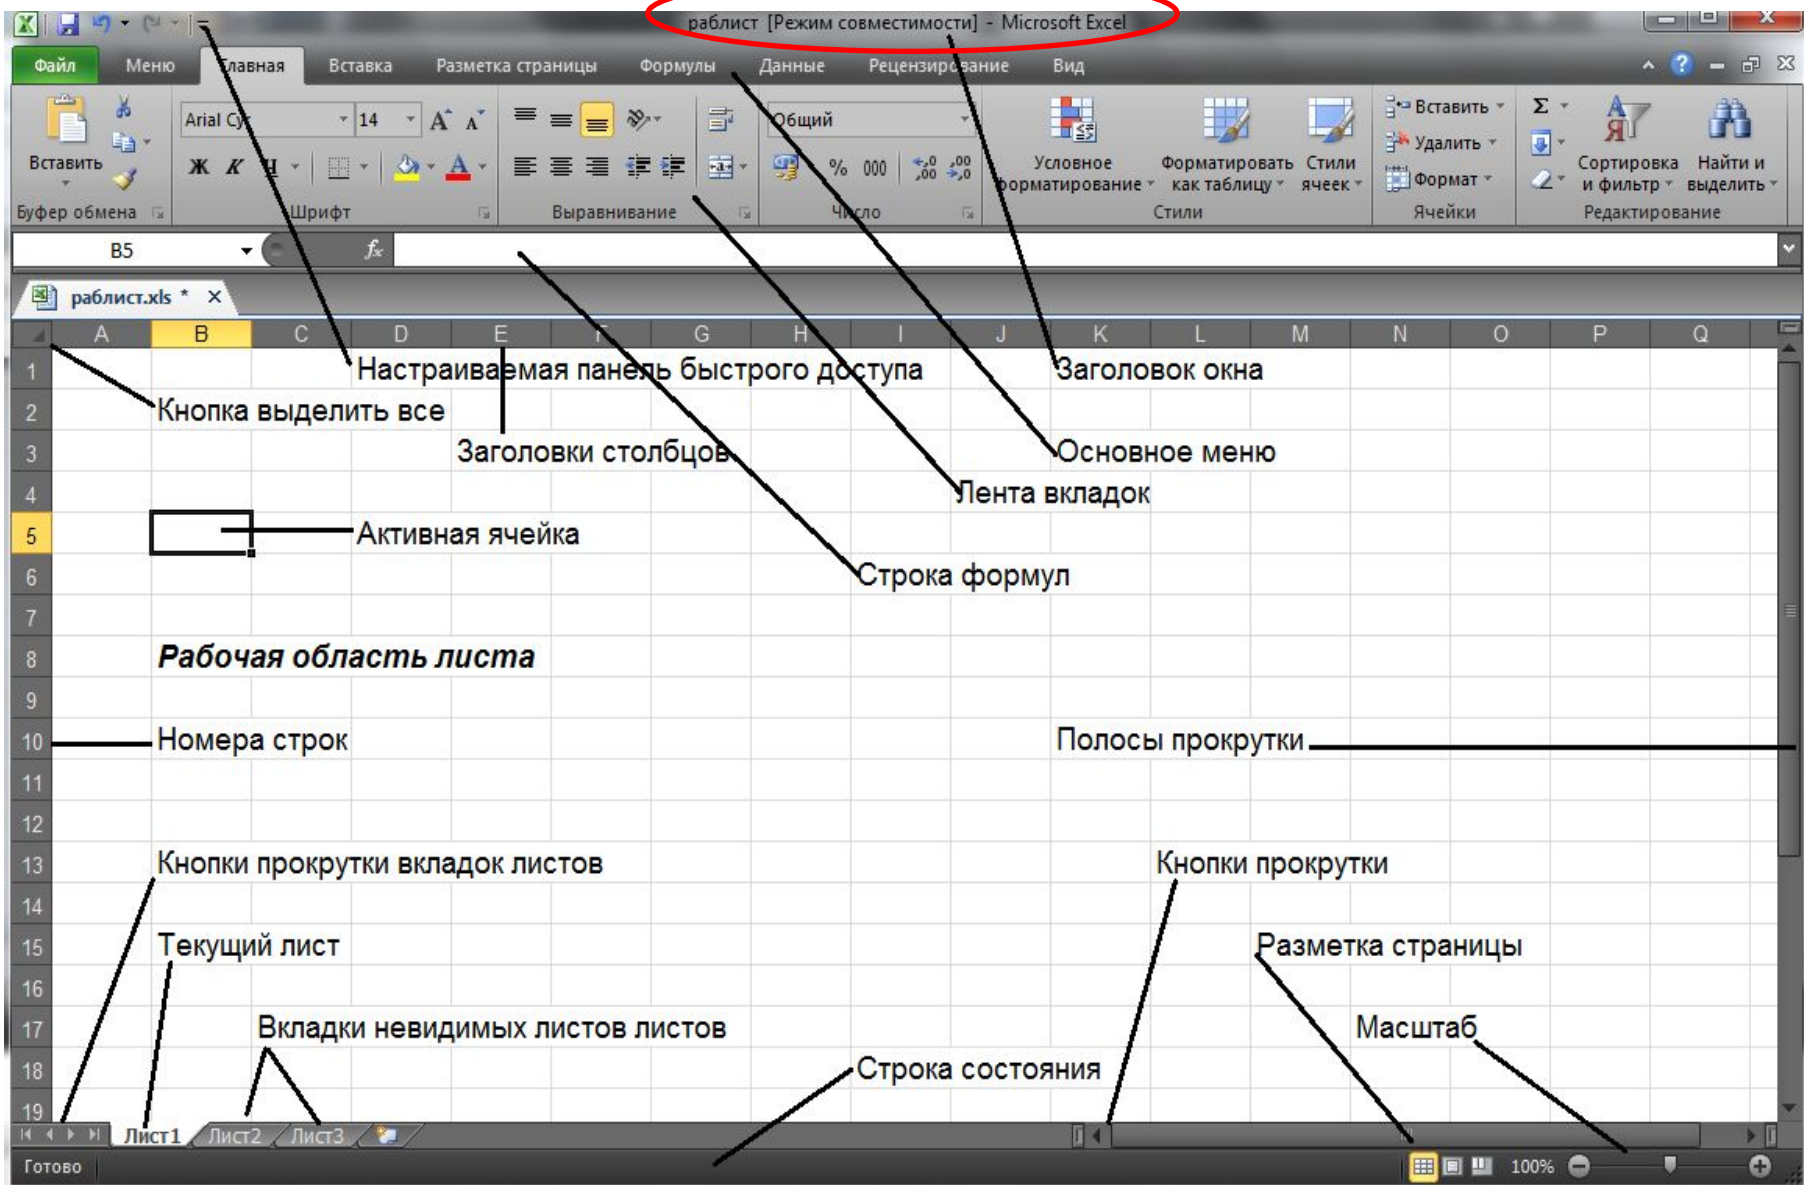 раблист [Режим совместимости] - Microsoft Excel
Файл Меню Главная Вставка Разметка страницы Формулы Данные Рецензирование Вид
Arial Cyr 14 Общий
Вставить
Вставить
Ж К Ч % 000
Удалить
Условное форматирование
Форматировать как таблицу
Стили ячеек
Формат
Сортировка и фильтр
Найти и выделить
Буфер обмена Шрифт Выравнивание Число Стили Ячейки Редактирование
B5 fx
раблист.xls *
A B C D E F G H I J K L M N O P Q
1 Настраиваемая панель быстрого доступа Заголовок окна
2 Кнопка выделить все
3 Заголовки столбцов Основное меню
4 Лента вкладок
5 Активная ячейка
6 Строка формул
7
8 Рабочая область листа
9
10 Номера строк Полосы прокрутки
11
12
13 Кнопки прокрутки вкладок листов Кнопки прокрутки
14
15 Текущий лист Разметка страницы
16
17 Вкладки невидимых листов листов Масштаб
18 Строка состояния
19
Лист1 Лист2 Лист3
Готово 100%